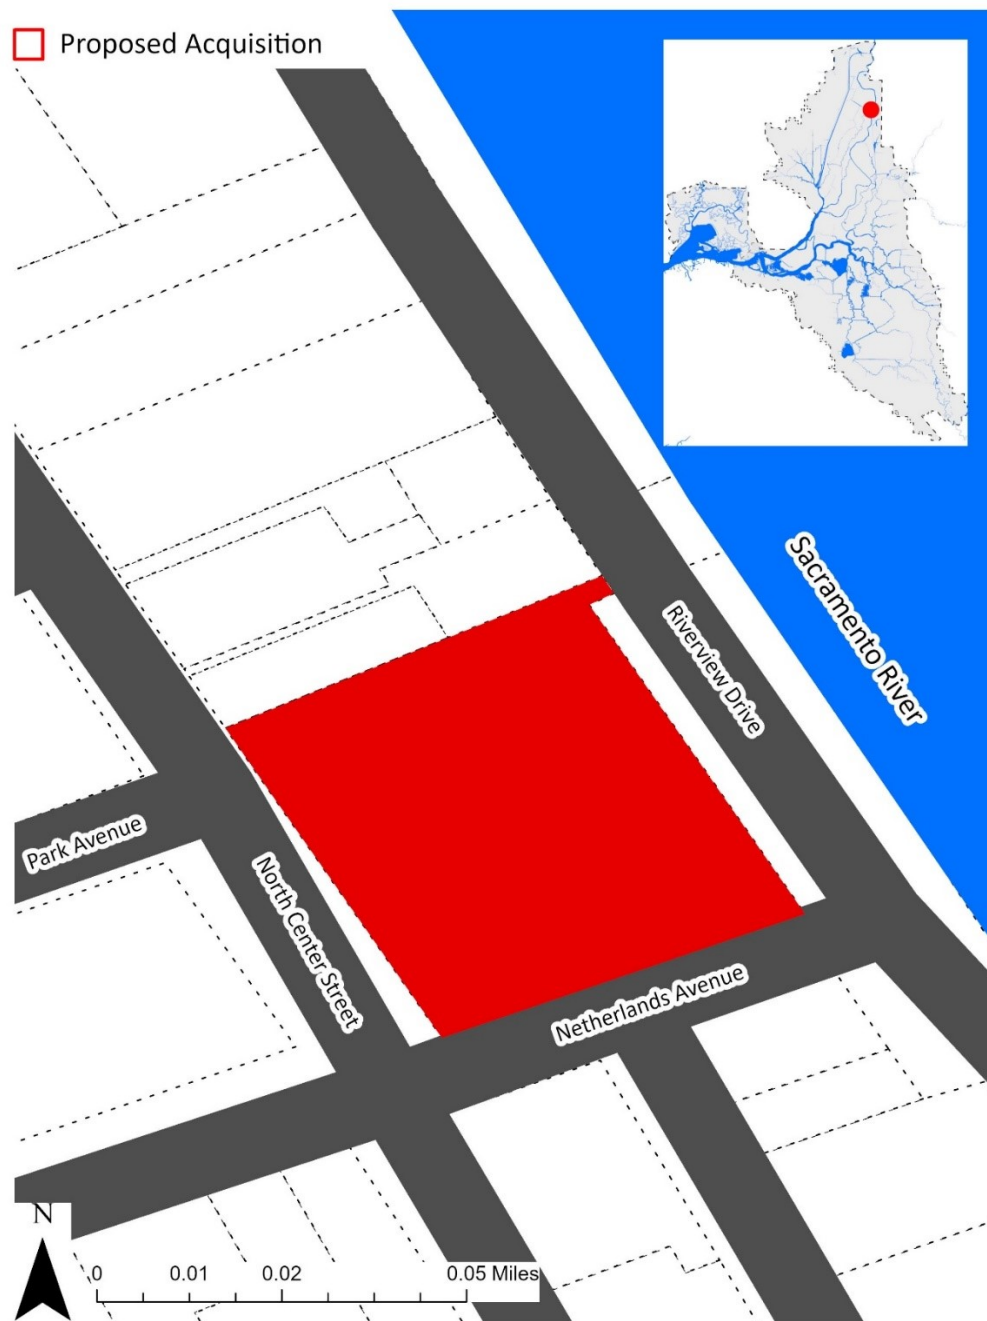 Proposed Acquisition
Sacramento River
Riverview Drive
Park Avenue
North Center Street
Netherlands Avenue
N
0 0.01 0.02 0.05 Miles